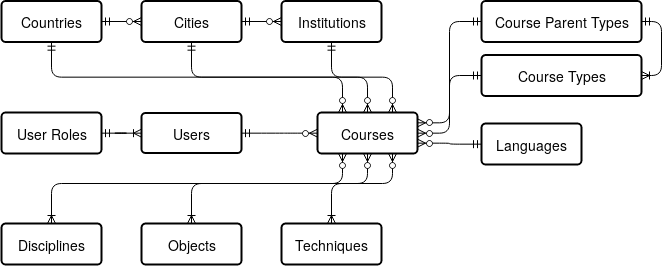 Countries
Cities
Institutions
Course Parent Types
Course Types
User Roles
Users
Courses
Languages
Disciplines
Objects
Techniques